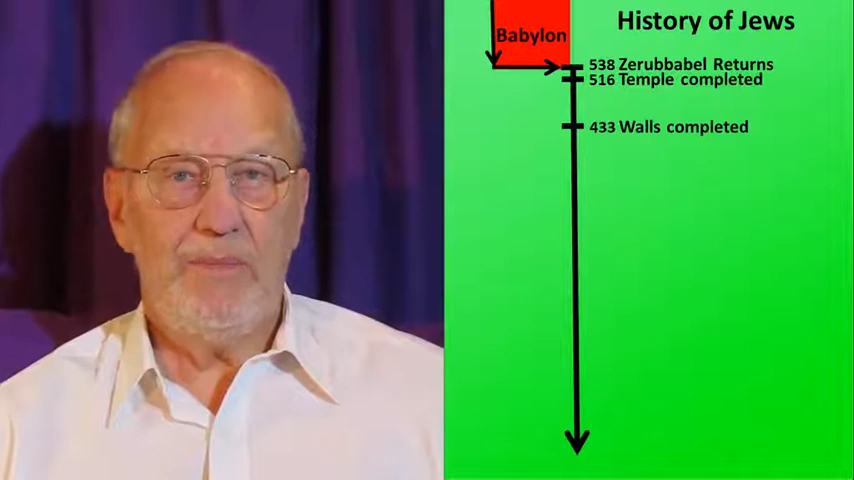 History of Jews
Babylon
538 Zerubbabel Returns
516 Temple completed
433 Walls completed